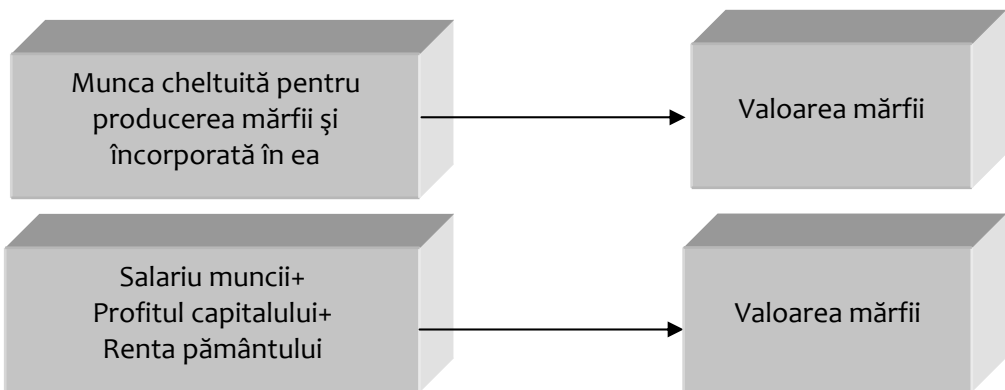 Munca cheltuită pentru
producerea mărfii şi
încorporată în ea
Valoarea mărfii
Salariu muncii+
Profitul capitalului+
Renta pământului
Valoarea mărfii